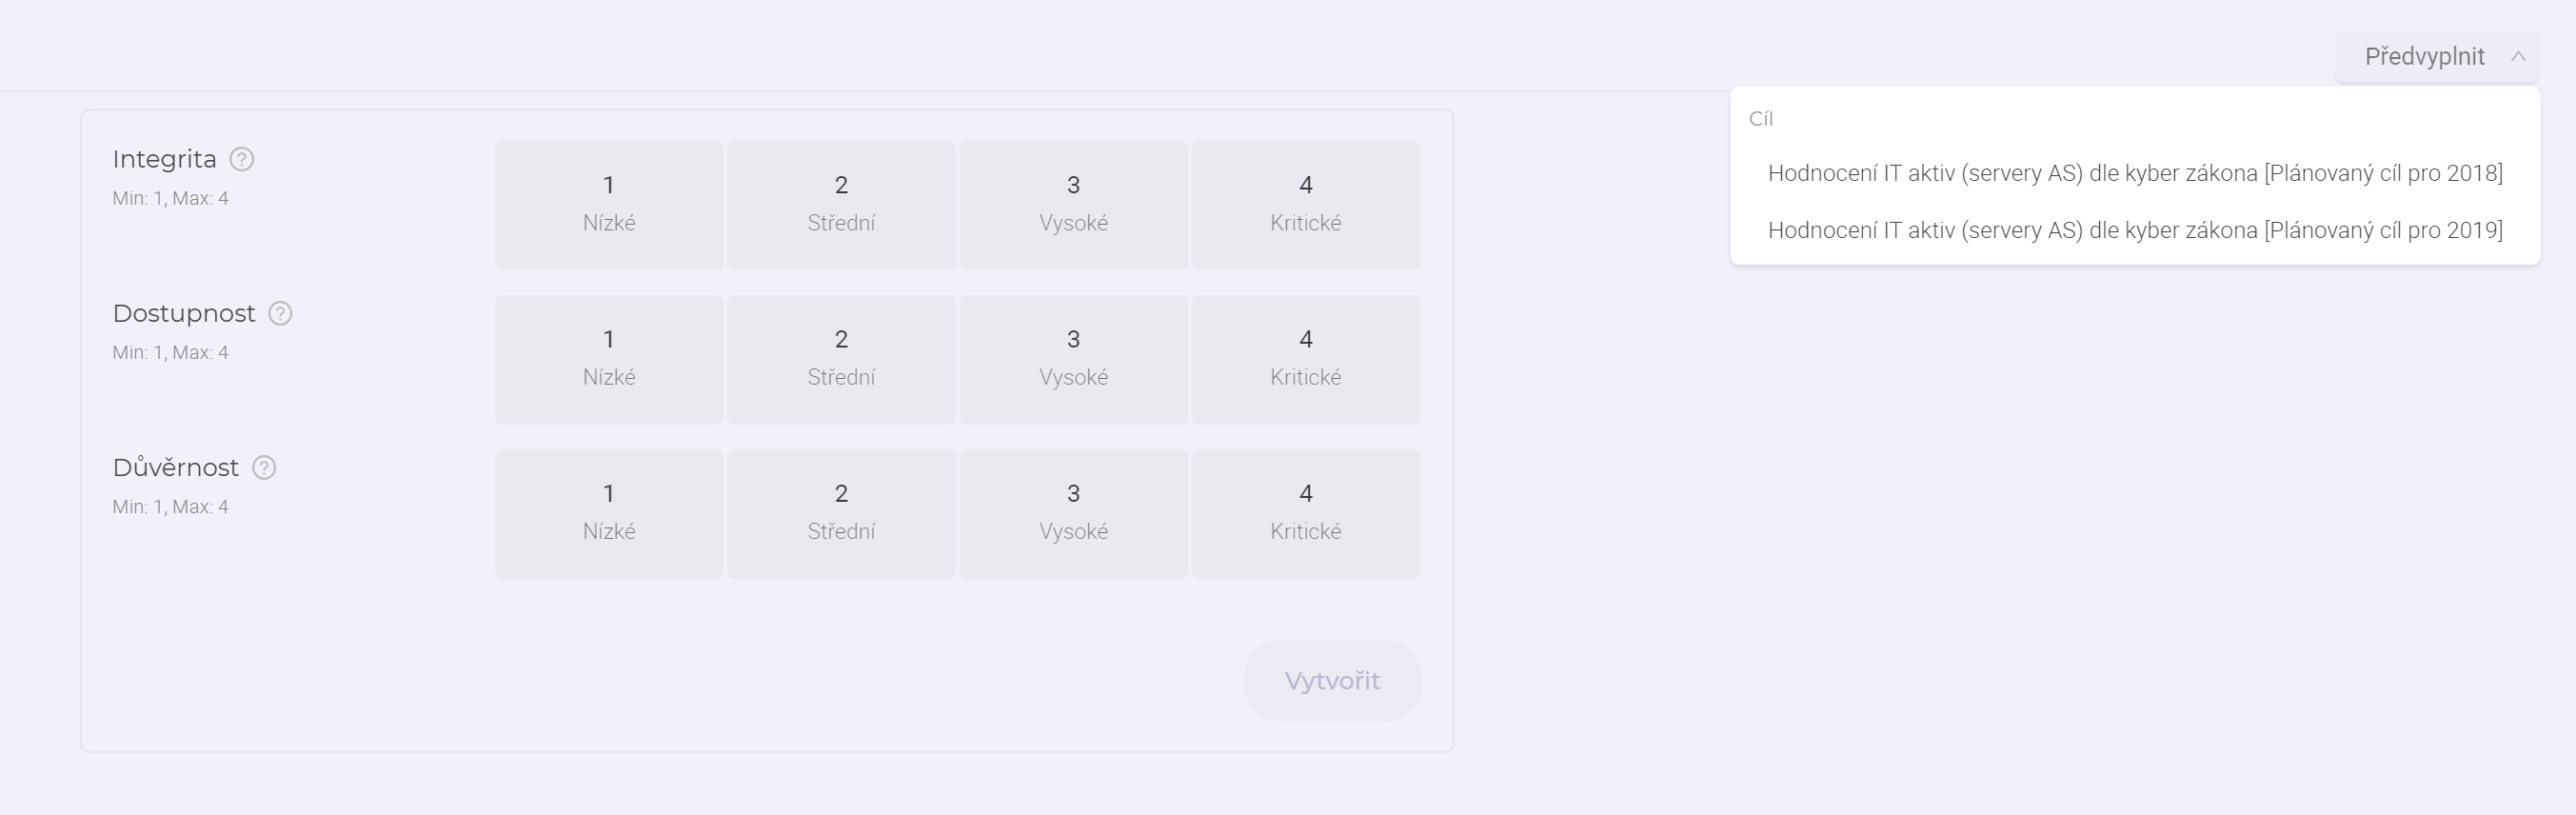 Předvyplnit
Cíl
Hodnocení IT aktiv (servery AS) dle kyber zákona [Plánovaný cíl pro 2018]
Hodnocení IT aktiv (servery AS) dle kyber zákona [Plánovaný cíl pro 2019]
Integrita
Min: 1, Max: 4
1 2 3 4
Nízké Střední Vysoké Kritické
Dostupnost
Min: 1, Max: 4
1 2 3 4
Nízké Střední Vysoké Kritické
Důvěrnost
Min: 1, Max: 4
1 2 3 4
Nízké Střední Vysoké Kritické
Vytvořit